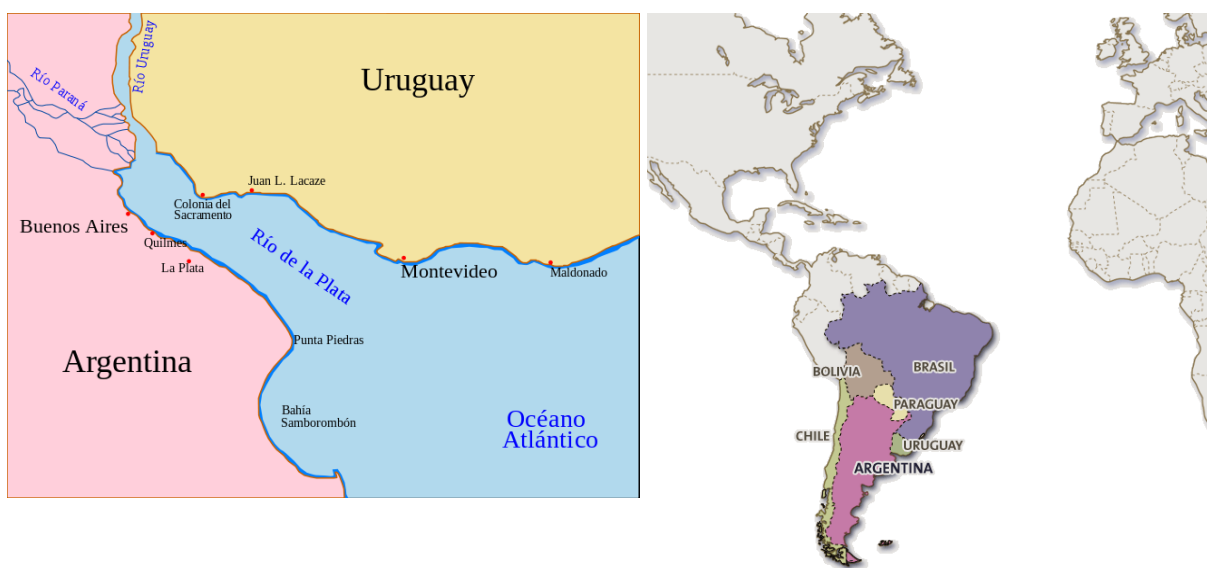 Río Uruguay
Río Paraná
Uruguay
Juan L. Lacaze
Colonia del
Sacramento
Buenos Aires
Quilmes
La Plata
Río de la Plata
Montevideo
Maldonado
Punta Piedras
Argentina
Bahía
Samborombón
Océano
Atlántico
BOLIVIA
BRASIL
PARAGUAY
CHILE
URUGUAY
ARGENTINA